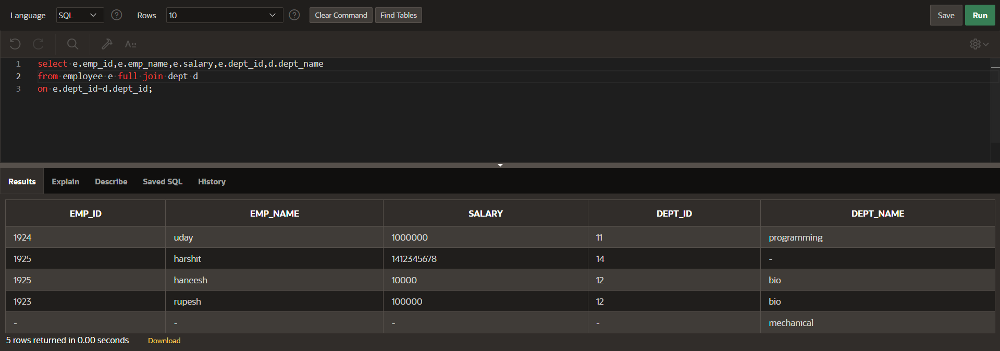 Language SQL ? Rows 10 ? Clear Command Find Tables Save Run
A::
1 select e.emp_id,e.emp_name,e.salary,e.dept_id,d.dept_name
2 from employee e full join dept d
3 on e.dept_id=d.dept_id;
Results Explain Describe Saved SQL History
EMP_ID EMP_NAME SALARY DEPT_ID DEPT_NAME
1924 uday 1000000 11 programming
1925 harshit 1412345678 14 -
1925 haneesh 10000 12 bio
1923 rupesh 100000 12 bio
- - - - mechanical
5 rows returned in 0.00 seconds Download